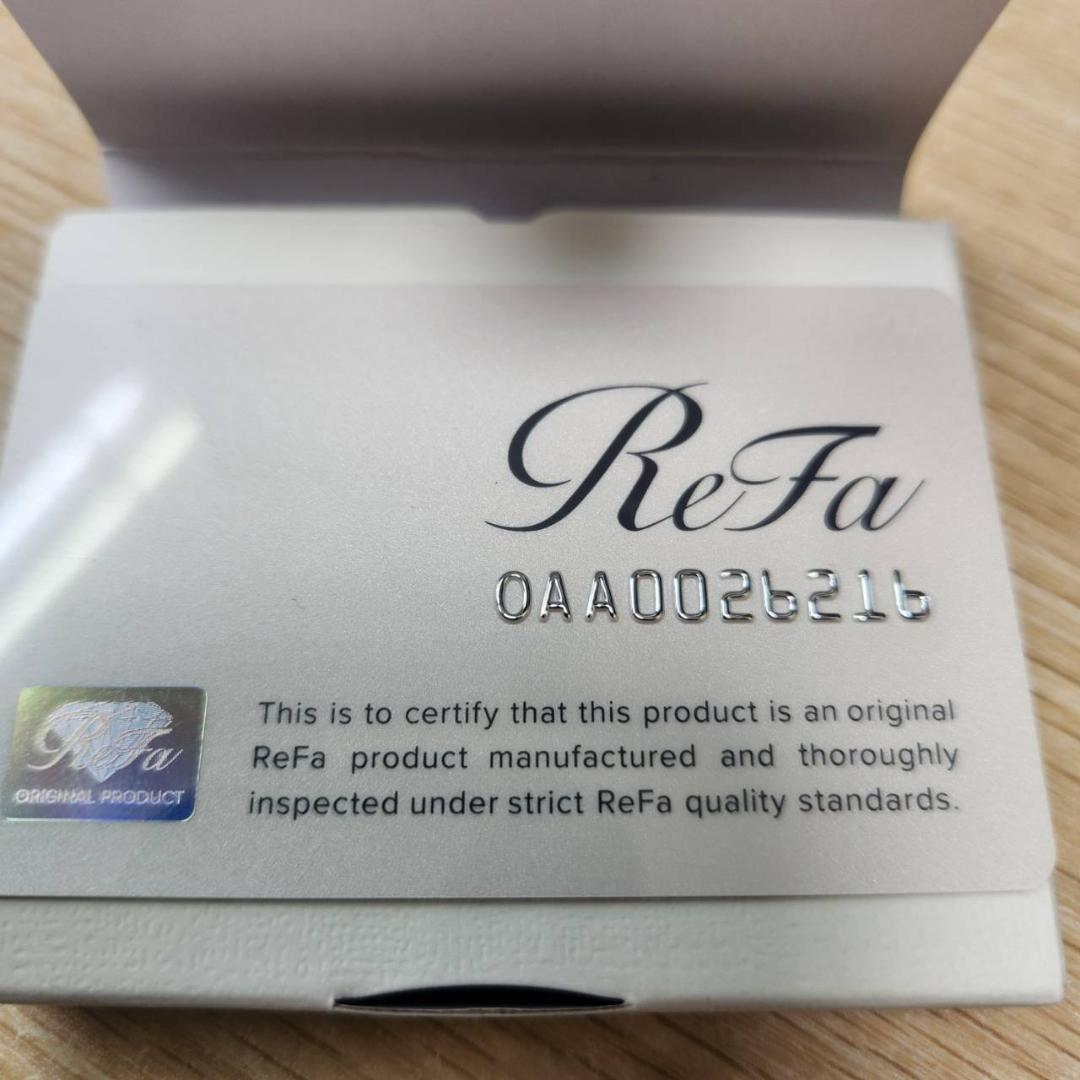 ReFa
0AA0026216
This is to certify that this product is an original
ReFa product manufactured and thoroughly
inspected under strict ReFa quality standards.
ReFa
ORIGINAL PRODUCT